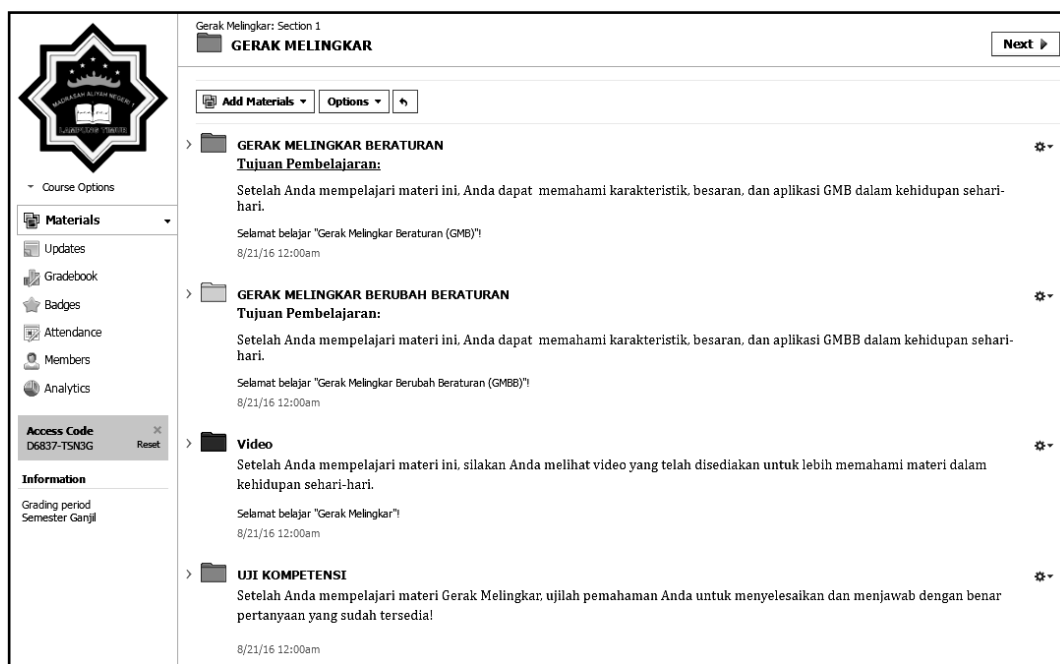 Gerak Melingkar: Section 1
GERAK MELINGKAR
Next
MADRASAH ALIYAH NEGERI 1
LAMPUNG TIMUR
Course Options
Materials
Updates
Gradebook
Badges
Attendance
Members
Analytics
Access Code
D6837-TSN3G Reset
Information
Grading period
Semester Ganjil
Add Materials Options
GERAK MELINGKAR BERATURAN
Tujuan Pembelajaran:
Setelah Anda mempelajari materi ini, Anda dapat memahami karakteristik, besaran, dan aplikasi GMB dalam kehidupan sehari-
hari.
Selamat belajar "Gerak Melingkar Beraturan (GMB)"!
8/21/16 12:00am
GERAK MELINGKAR BERUBAH BERATURAN
Tujuan Pembelajaran:
Setelah Anda mempelajari materi ini, Anda dapat memahami karakteristik, besaran, dan aplikasi GMBB dalam kehidupan sehari-
hari.
Selamat belajar "Gerak Melingkar Berubah Beraturan (GMBB)"!
8/21/16 12:00am
Video
Setelah Anda mempelajari materi ini, silakan Anda melihat video yang telah disediakan untuk lebih memahami materi dalam
kehidupan sehari-hari.
Selamat belajar "Gerak Melingkar"!
8/21/16 12:00am
UJI KOMPETENSI
Setelah Anda mempelajari materi Gerak Melingkar, ujilah pemahaman Anda untuk menyelesaikan dan menjawab dengan benar
pertanyaan yang sudah tersedia!
8/21/16 12:00am